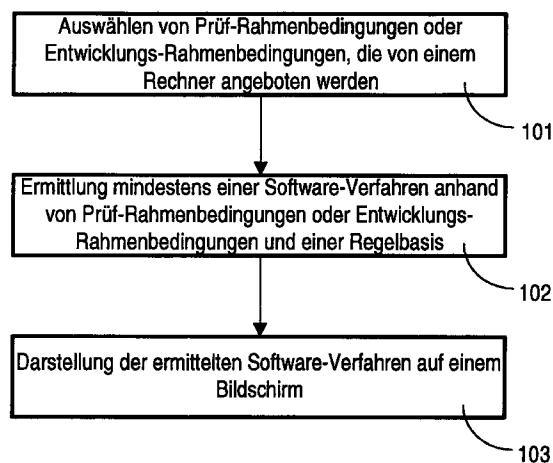 Auswählen von Prüf-Rahmenbedingungen oder
Entwicklungs-Rahmenbedingungen, die von einem
Rechner angeboten werden
101
Ermittlung mindestens einer Software-Verfahren anhand
von Prüf-Rahmenbedingungen oder Entwicklungs-
Rahmenbedingungen und einer Regelbasis
102
Darstellung der ermittelten Software-Verfahren auf einem
Bildschirm
103